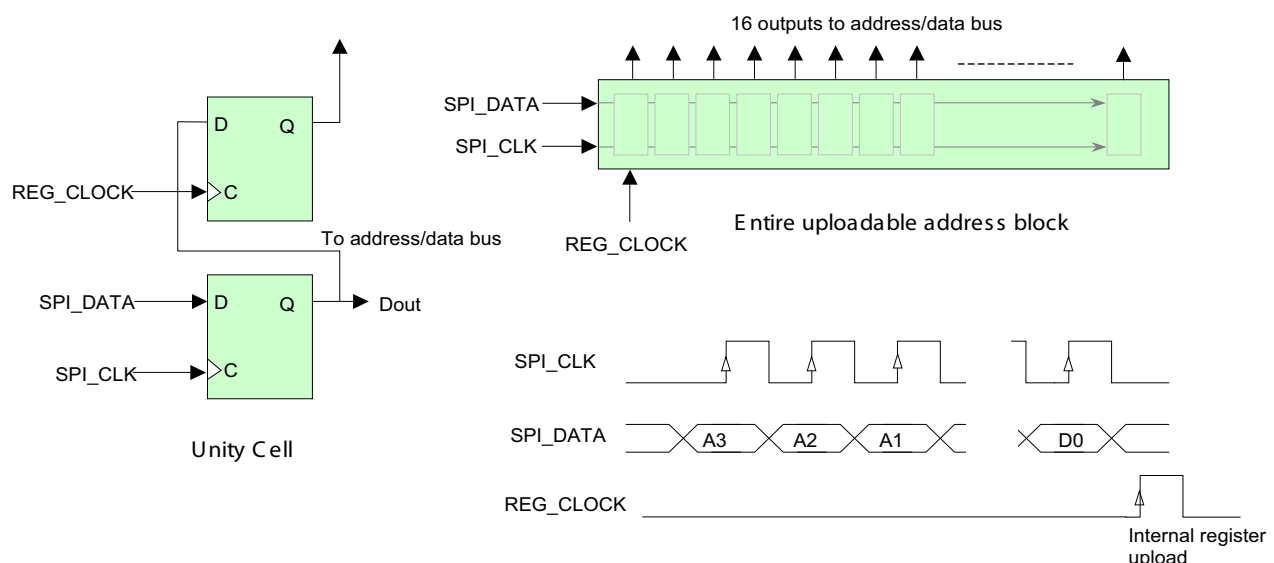 16 outputs to address/data bus
D Q
REG_CLOCK
C
To address/data bus
SPI_DATA
D Q
Dout
SPI_CLK
C
Unity Cell
SPI_DATA
SPI_CLK
REG_CLOCK
Entire uploadable address block
SPI_CLK
SPI_DATA
A3 A2 A1 D0
REG_CLOCK
Internal register
upload